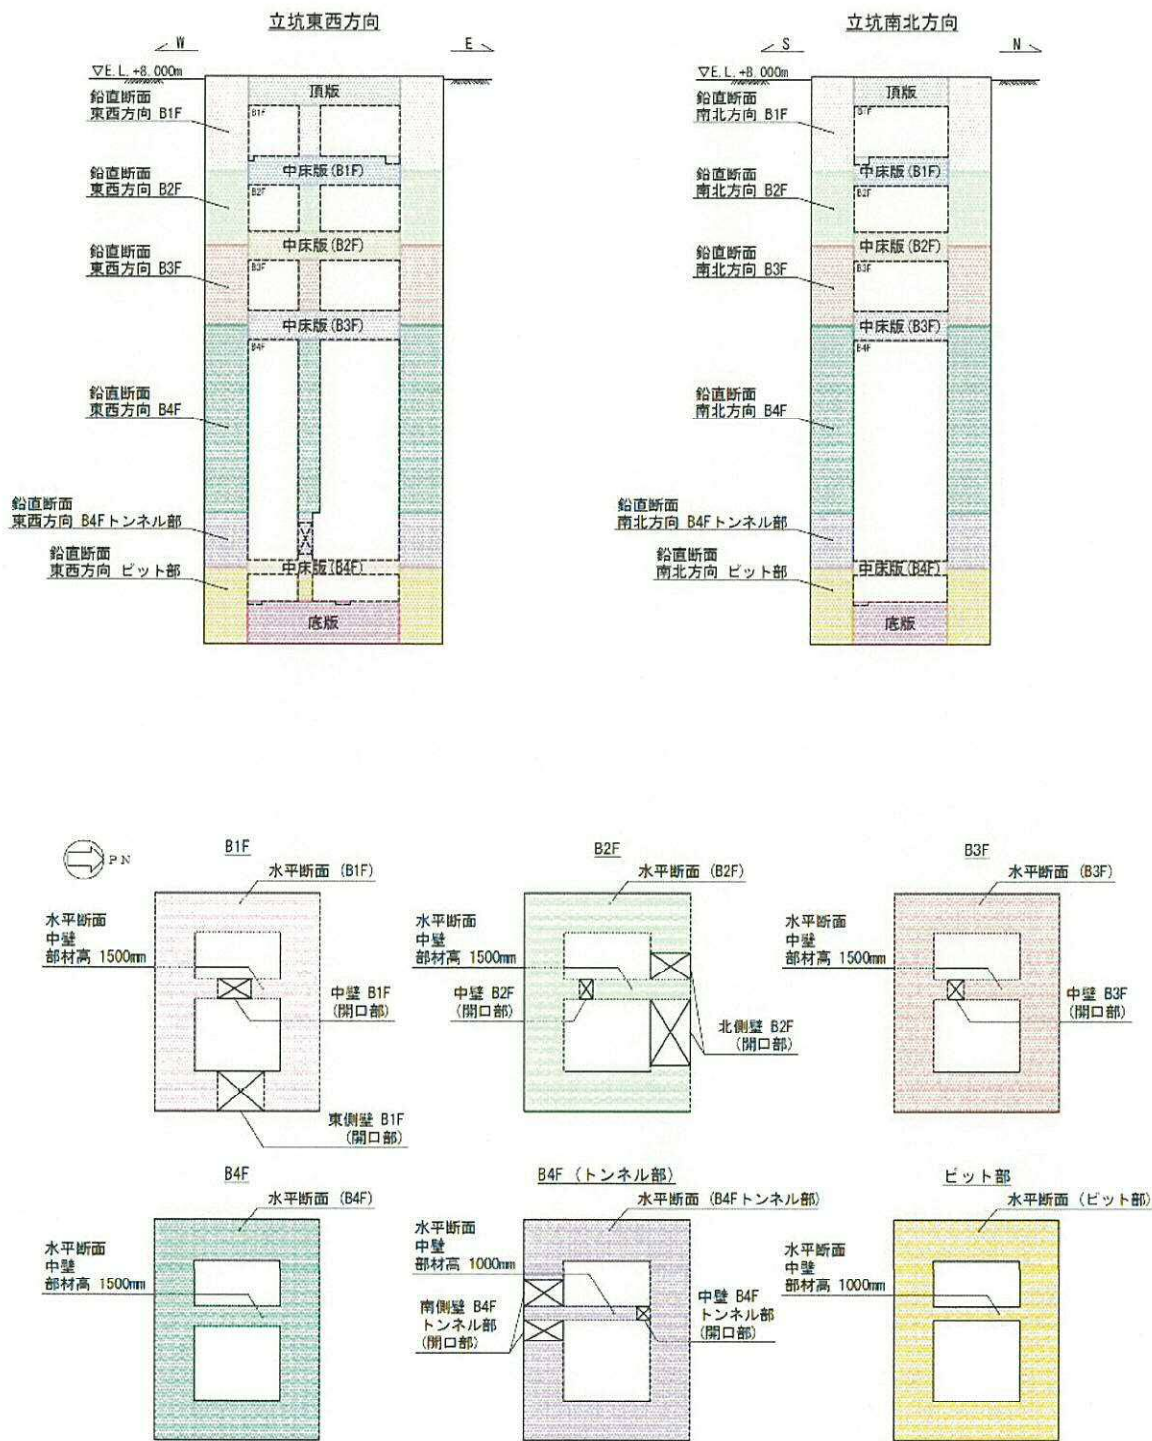 立坑東西方向
W
E
▽E.L.+8.000m
鉛直断面
東西方向 B1F
鉛直断面
東西方向 B2F
鉛直断面
東西方向 B3F
鉛直断面
東西方向 B4F
鉛直断面
東西方向 B4Fトンネル部
鉛直断面
東西方向 ピット部
頂版
B1F
中床版(B1F)
B2F
中床版(B2F)
B3F
中床版(B3F)
B4F
中床版(B4F)
底版
立坑南北方向
S
N
▽E.L.+8.000m
鉛直断面
南北方向 B1F
鉛直断面
南北方向 B2F
鉛直断面
南北方向 B3F
鉛直断面
南北方向 B4F
鉛直断面
南北方向 B4Fトンネル部
鉛直断面
南北方向 ピット部
頂版
B1F
中床版(B1F)
B2F
中床版(B2F)
B3F
中床版(B3F)
B4F
中床版(B4F)
底版
PN
B1F
水平断面 (B1F)
水平断面
中壁
部材高 1500mm
中壁 B1F
(開口部)
東側壁 B1F
(開口部)
B2F
水平断面 (B2F)
水平断面
中壁
部材高 1500mm
中壁 B2F
(開口部)
北側壁 B2F
(開口部)
B3F
水平断面 (B3F)
水平断面
中壁
部材高 1500mm
中壁 B3F
(開口部)
B4F
水平断面 (B4F)
水平断面
中壁
部材高 1500mm
B4F (トンネル部)
水平断面 (B4Fトンネル部)
水平断面
中壁
部材高 1000mm
南側壁 B4F
トンネル部
(開口部)
中壁 B4F
トンネル部
(開口部)
ピット部
水平断面 (ピット部)
水平断面
中壁
部材高 1000mm